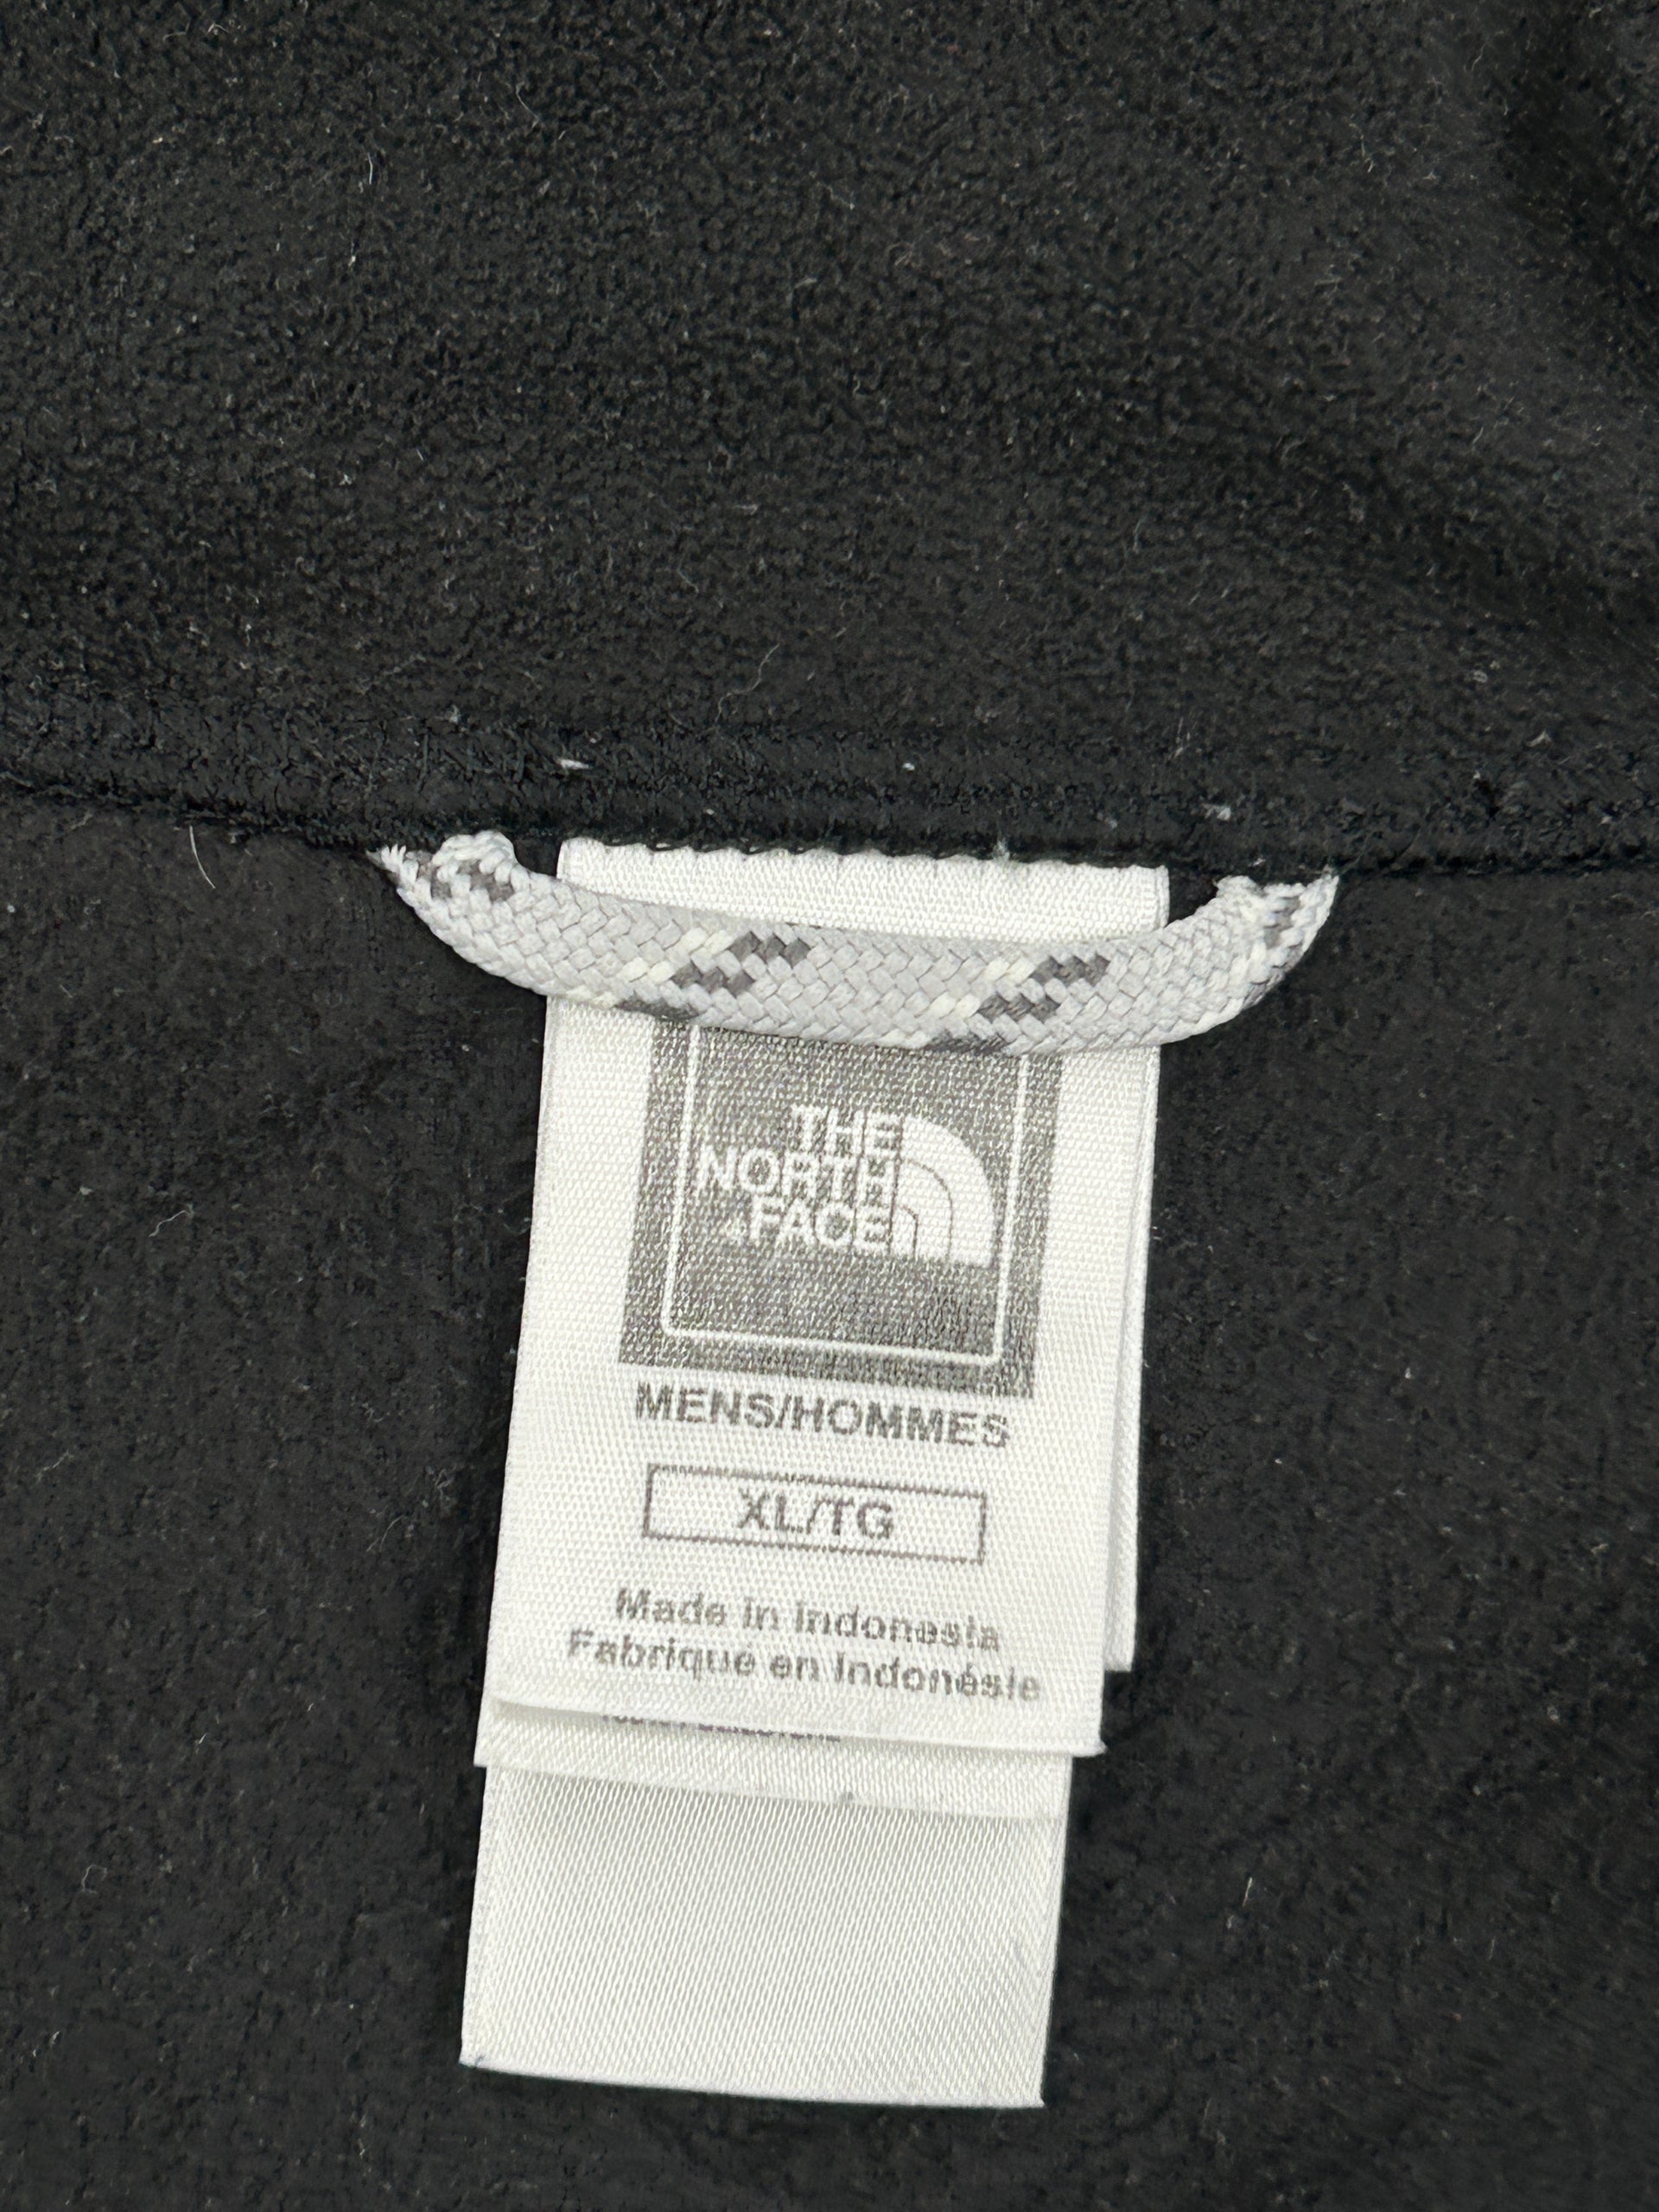 THE
NORTH
FACE
MENS/HOMMES
XL/TG
Made in Indonesia
Fabriqué en Indonésie